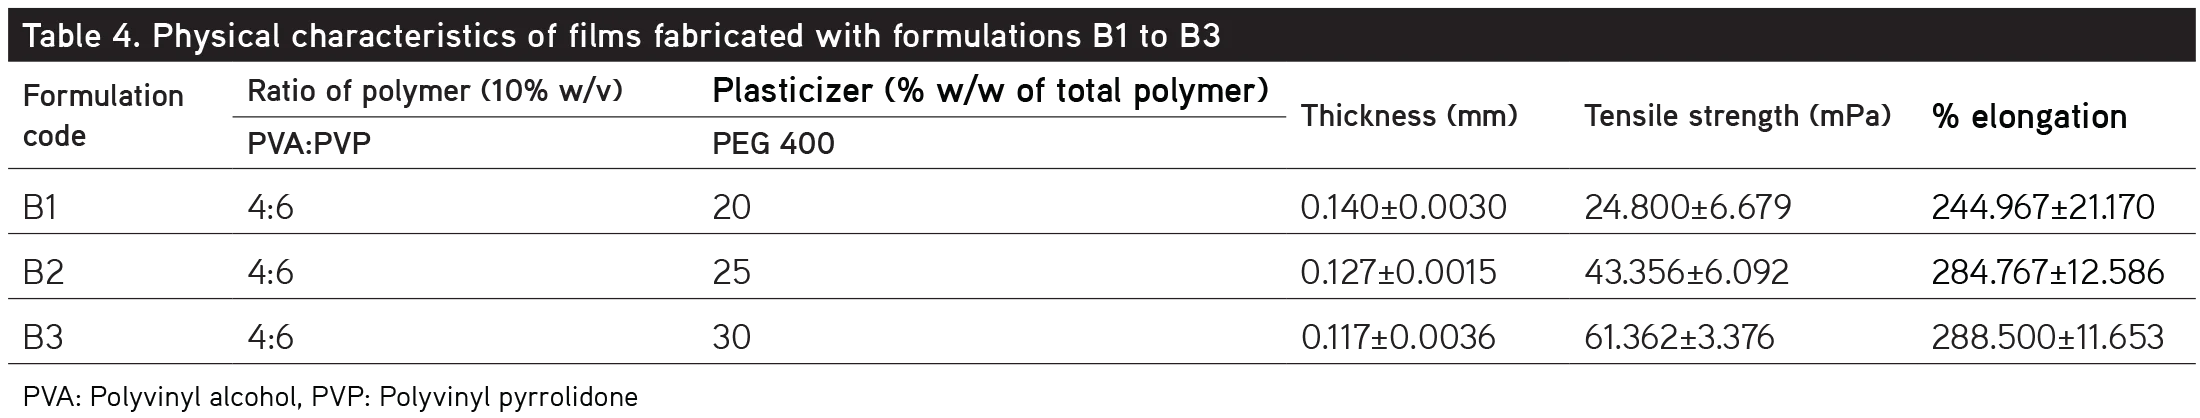 Table 4. Physical characteristics of films fabricated with formulations B1 to B3
Formulation code Ratio of polymer (10% w/v) Plasticizer (% w/w of total polymer) Thickness (mm) Tensile strength (mPa) % elongation
PVA:PVP PEG 400
B1 4:6 20 0.140±0.0030 24.800±6.679 244.967±21.170
B2 4:6 25 0.127±0.0015 43.356±6.092 284.767±12.586
B3 4:6 30 0.117±0.0036 61.362±3.376 288.500±11.653
PVA: Polyvinyl alcohol, PVP: Polyvinyl pyrrolidone